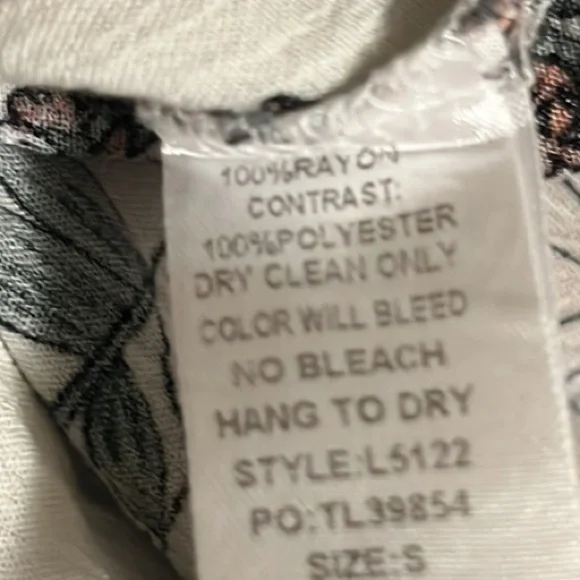 100%RAYON
CONTRAST:
100%POLYESTER
DRY CLEAN ONLY
COLOR WILL BLEED
NO BLEACH
HANG TO DRY
STYLE:L5122
PO:TL39854
SIZE:S